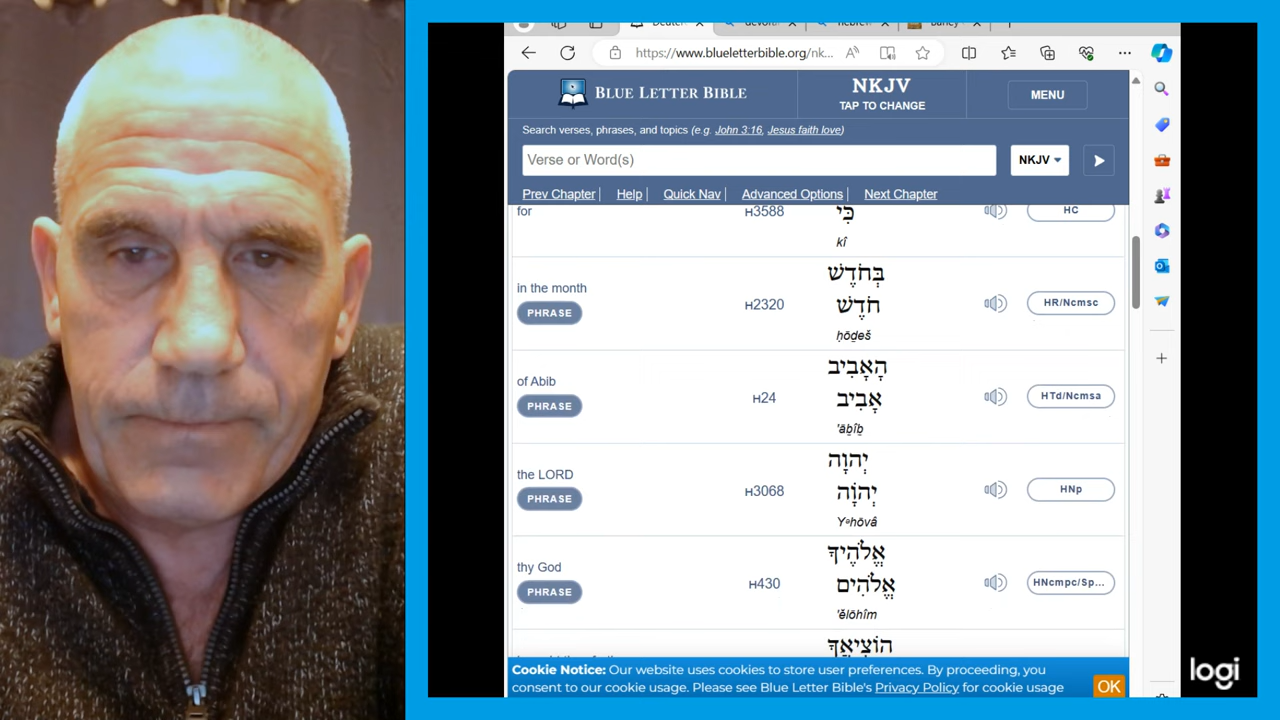 https://www.blueletterbible.org/nk...
BLUE LETTER BIBLE
NKJV
TAP TO CHANGE
MENU
Search verses, phrases, and topics (e.g. John 3:16, Jesus faith love)
Verse or Word(s)
NKJV
Prev Chapter | Help | Quick Nav | Advanced Options | Next Chapter
for H3588 כִּי HC
kî
in the month בְּחֹדֶשׁ
PHRASE H2320 חֹדֶשׁ HR/Ncmsc
ḥōḏeš
of Abib הָאָבִיב
PHRASE H24 אָבִיב HTd/Ncmsa
'āḇîḇ
the LORD יְהוָה
PHRASE H3068 יְהֹוָה HNp
Yᵊhōvâ
thy God אֱלֹהֶיךָ
PHRASE H430 אֱלֹהִים HNcmpc/Sp...
'ĕlōhîm
הוֹצִיאֲךָ
Cookie Notice: Our website uses cookies to store user preferences. By proceeding, you
consent to our cookie usage. Please see Blue Letter Bible's Privacy Policy for cookie usage
OK
logi